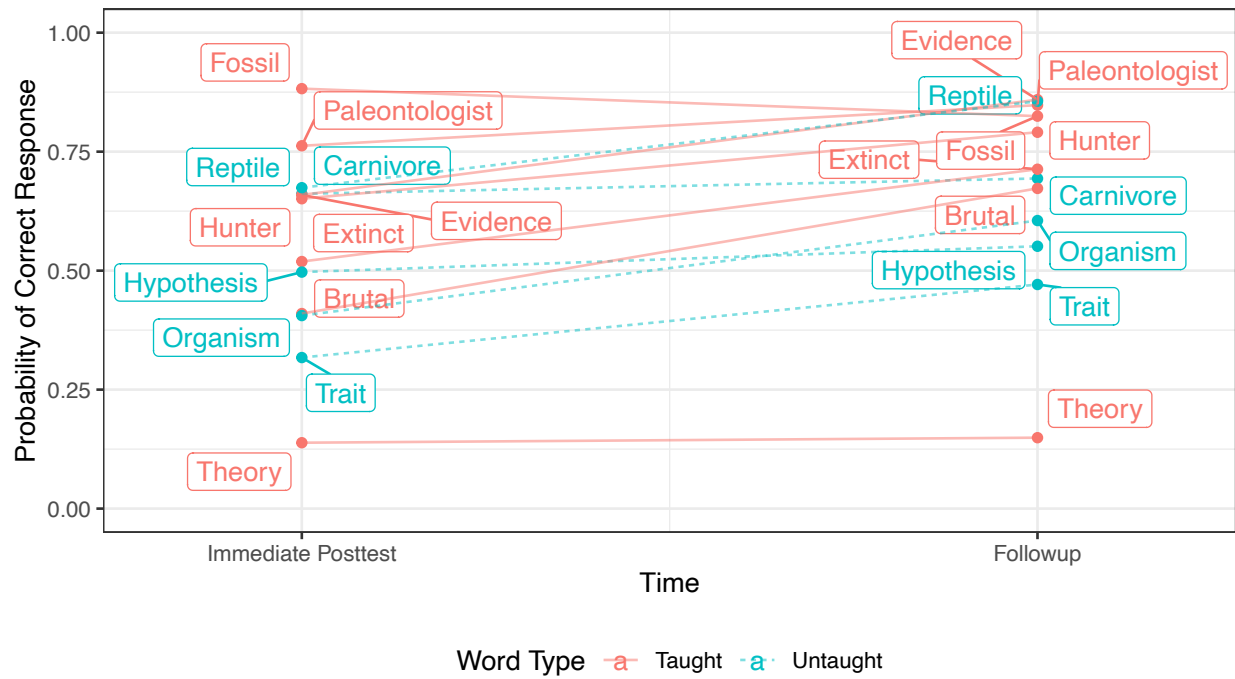 1.00
0.75
0.50
0.25
0.00
Probability of Correct Response
Fossil
Paleontologist
Reptile
Carnivore
Hunter
Extinct
Evidence
Hypothesis
Brutal
Organism
Trait
Theory
Evidence
Paleontologist
Reptile
Hunter
Fossil
Extinct
Carnivore
Brutal
Organism
Hypothesis
Trait
Theory
Immediate Posttest
Followup
Time
Word Type a Taught a Untaught